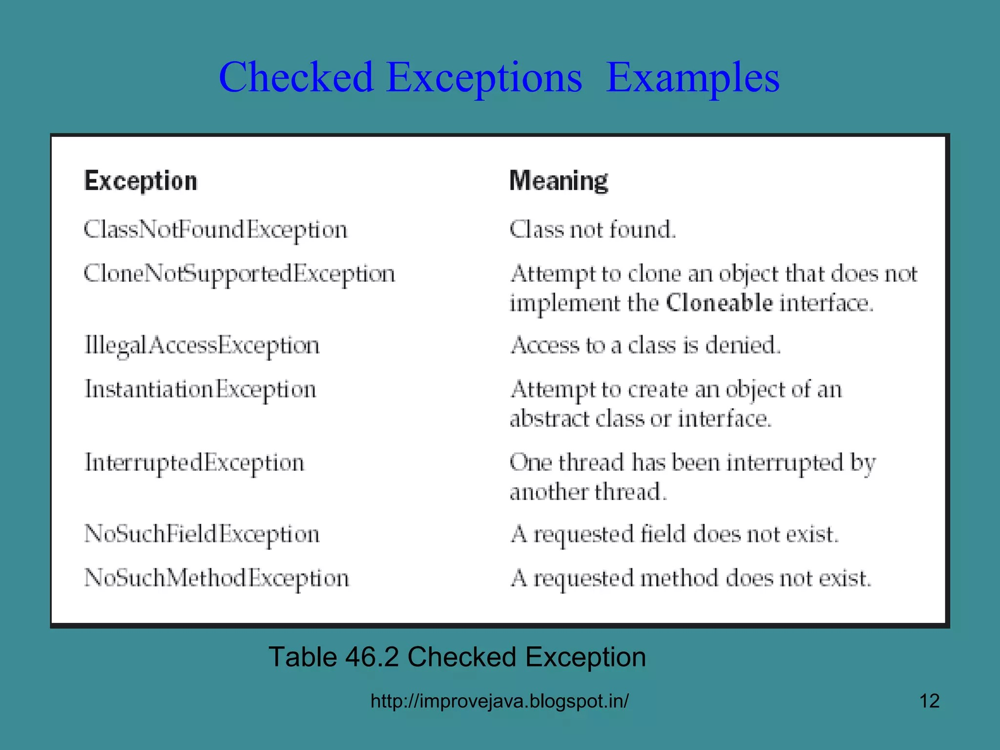 Checked Exceptions Examples
Exception Meaning
ClassNotFoundException Class not found.
CloneNotSupportedException Attempt to clone an object that does not
implement the Cloneable interface.
IllegalAccessException Access to a class is denied.
InstantiationException Attempt to create an object of an
abstract class or interface.
InterruptedException One thread has been interrupted by
another thread.
NoSuchFieldException A requested field does not exist.
NoSuchMethodException A requested method does not exist.
Table 46.2 Checked Exception
http://improvejava.blogspot.in/ 12